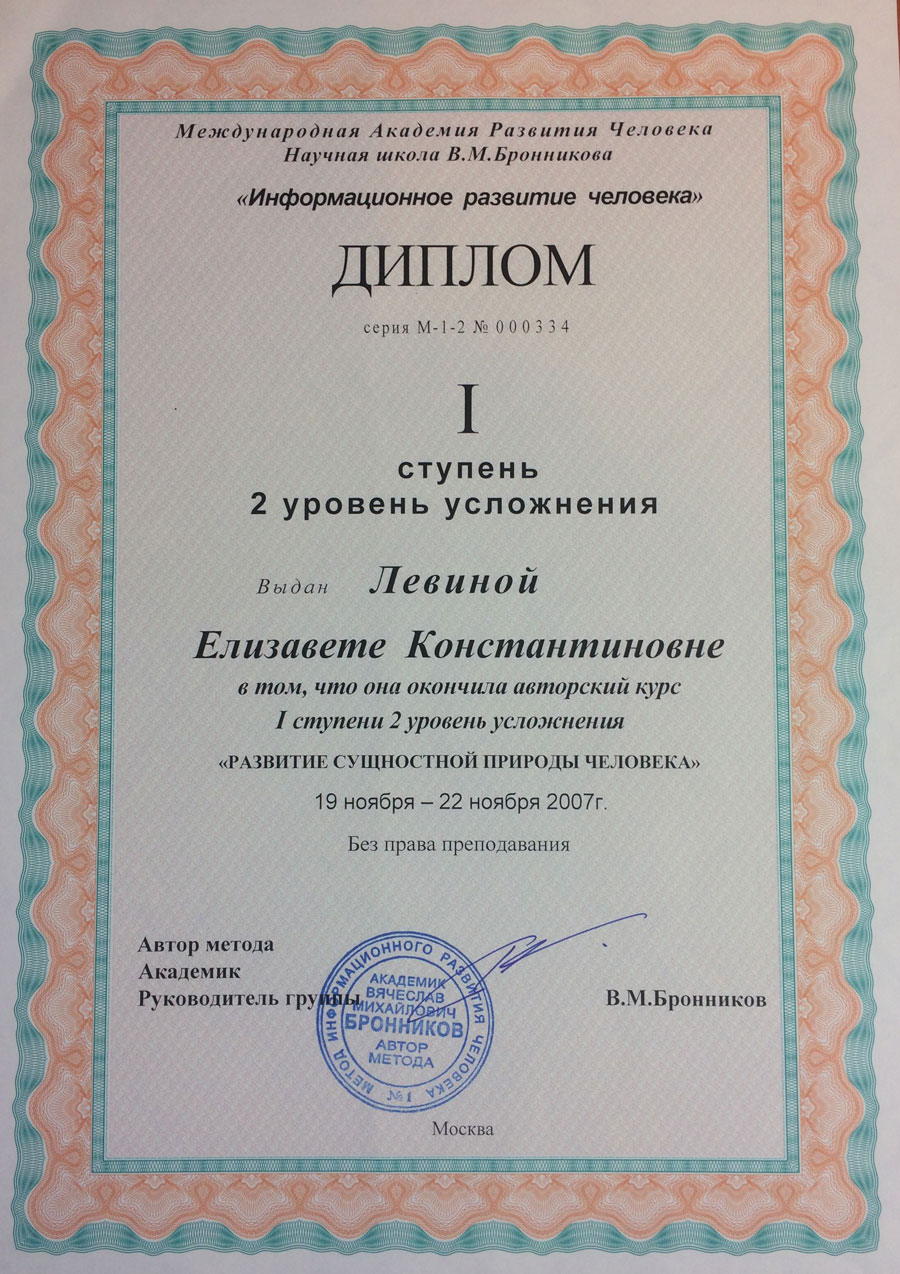 Международная Академия Развития Человека
Научная школа В.М.Бронникова
«Информационное развитие человека»
ДИПЛОМ
серия М-1-2 № 000334
I
ступень
2 уровень усложнения
Выдан Левиной
Елизавете Константиновне
в том, что она окончила авторский курс
I ступени 2 уровень усложнения
«РАЗВИТИЕ СУЩНОСТНОЙ ПРИРОДЫ ЧЕЛОВЕКА»
19 ноября – 22 ноября 2007г.
Без права преподавания
Автор метода
Академик
Руководитель группы
В.М.Бронников
МЕТОД ИНФОРМАЦИОННОГО РАЗВИТИЯ ЧЕЛОВЕКА
АКАДЕМИК
ВЯЧЕСЛАВ
МИХАЙЛОВИЧ
БРОННИКОВ
АВТОР
МЕТОДА
№1
Москва